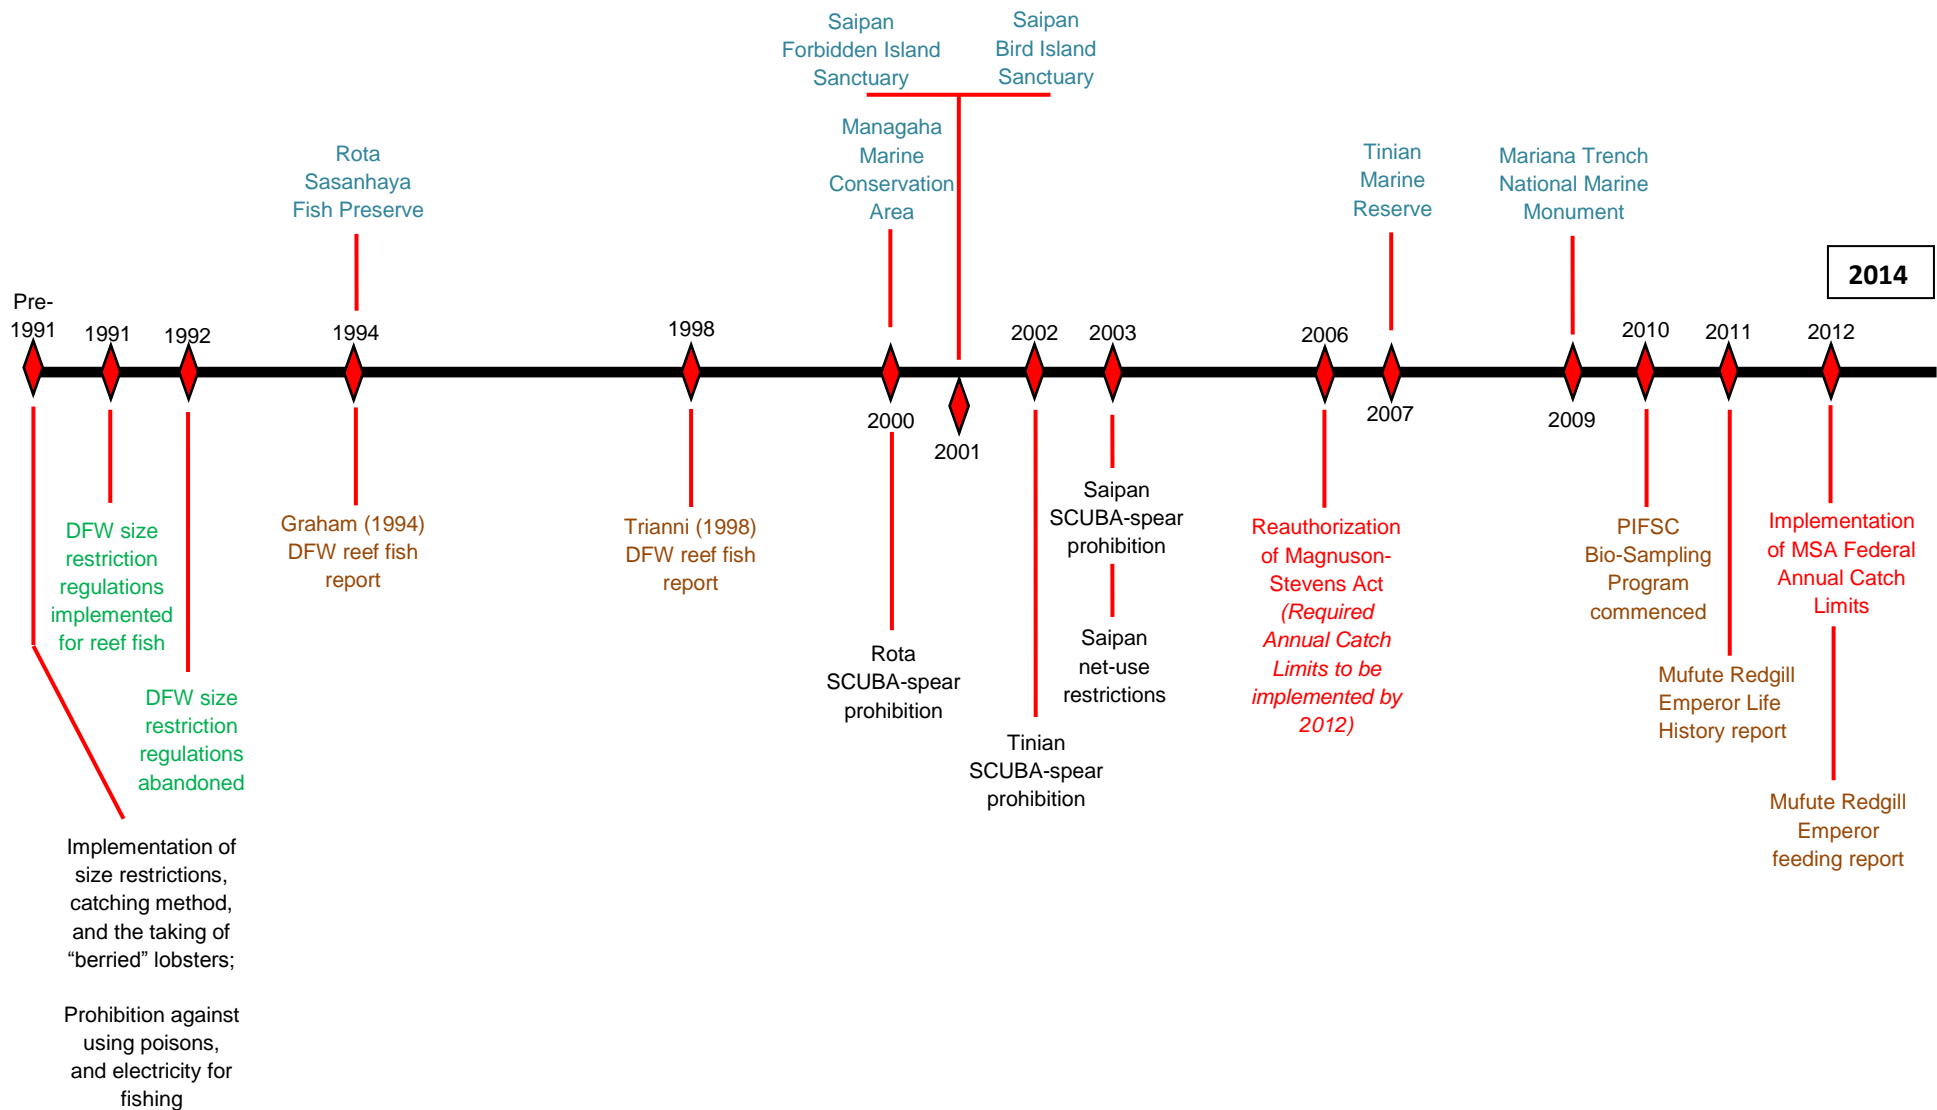 Saipan
Forbidden Island
Sanctuary
Saipan
Bird Island
Sanctuary
Rota
Sasanhaya
Fish Preserve
Managaha
Marine
Conservation
Area
Tinian
Marine
Reserve
Mariana Trench
National Marine
Monument
2014
Pre-
1991
1991
1992
1994
1998
2000
2001
2002
2003
2006
2007
2009
2010
2011
2012
Implementation of
size restrictions,
catching method,
and the taking of
“berried” lobsters;
Prohibition against
using poisons,
and electricity for
fishing
DFW size
restriction
regulations
implemented
for reef fish
DFW size
restriction
regulations
abandoned
Graham (1994)
DFW reef fish
report
Trianni (1998)
DFW reef fish
report
Rota
SCUBA-spear
prohibition
Tinian
SCUBA-spear
prohibition
Saipan
SCUBA-spear
prohibition
Saipan
net-use
restrictions
Reauthorization
of Magnuson-
Stevens Act
(Required
Annual Catch
Limits to be
implemented by
2012)
PIFSC
Bio-Sampling
Program
commenced
Mufute Redgill
Emperor Life
History report
Implementation
of MSA Federal
Annual Catch
Limits
Mufute Redgill
Emperor
feeding report